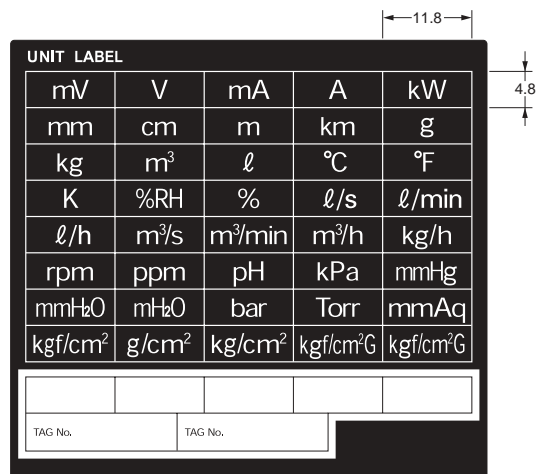 11.8
UNIT LABEL
4.8
mV V mA A kW
mm cm m km g
kg m³ ℓ °C °F
K %RH % ℓ/s ℓ/min
ℓ/h m³/s m³/min m³/h kg/h
rpm ppm pH kPa mmHg
mmH₂O mH₂O bar Torr mmAq
kgf/cm² g/cm² kg/cm² kgf/cm²G kgf/cm²G
TAG No. TAG No.